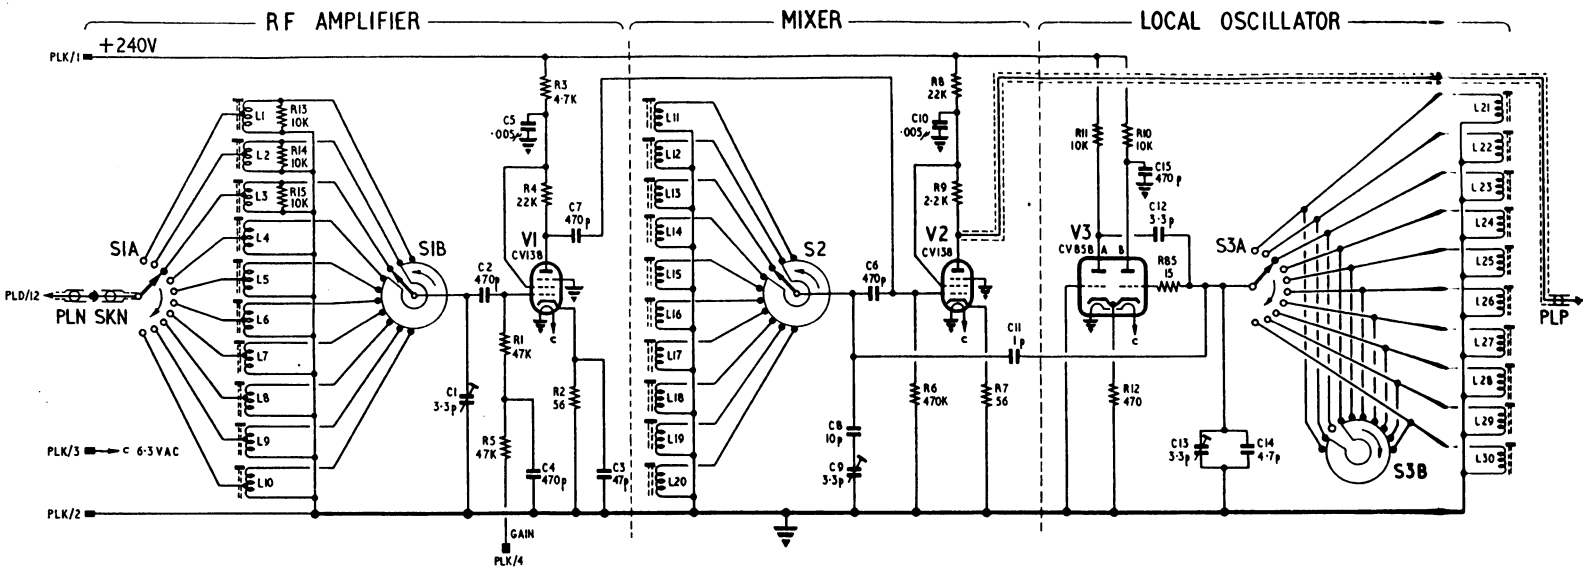 RF AMPLIFIER
MIXER
LOCAL OSCILLATOR
PLK/1
+240V
L1
R13
10K
L2
R14
10K
L3
R15
10K
L4
L5
L6
L7
L8
L9
L10
S1A
S1B
PLD/12
PLN SKN
PLK/3
C 6·3VAC
PLK/2
R3
4.7K
C5
·005
R4
22K
C7
470p
V1
CV138
C2
470p
C
R1
47K
C1
3·3p
R2
56
R5
47K
C4
470p
C3
47p
GAIN
PLK/4
L11
L12
L13
L14
L15
L16
L17
L18
L19
L20
S2
R8
22K
C10
·005
R9
2·2K
V2
CV138
C6
470p
C
C11
1p
R6
470K
R7
56
C8
10p
C9
3·3p
R11
10K
R10
10K
C15
470p
C12
3·3p
V3
CV858 A B
R85
15
C
R12
470
C13
3·3p
C14
4·7p
S3A
S3B
L21
L22
L23
L24
L25
L26
L27
L28
L29
L30
PLP